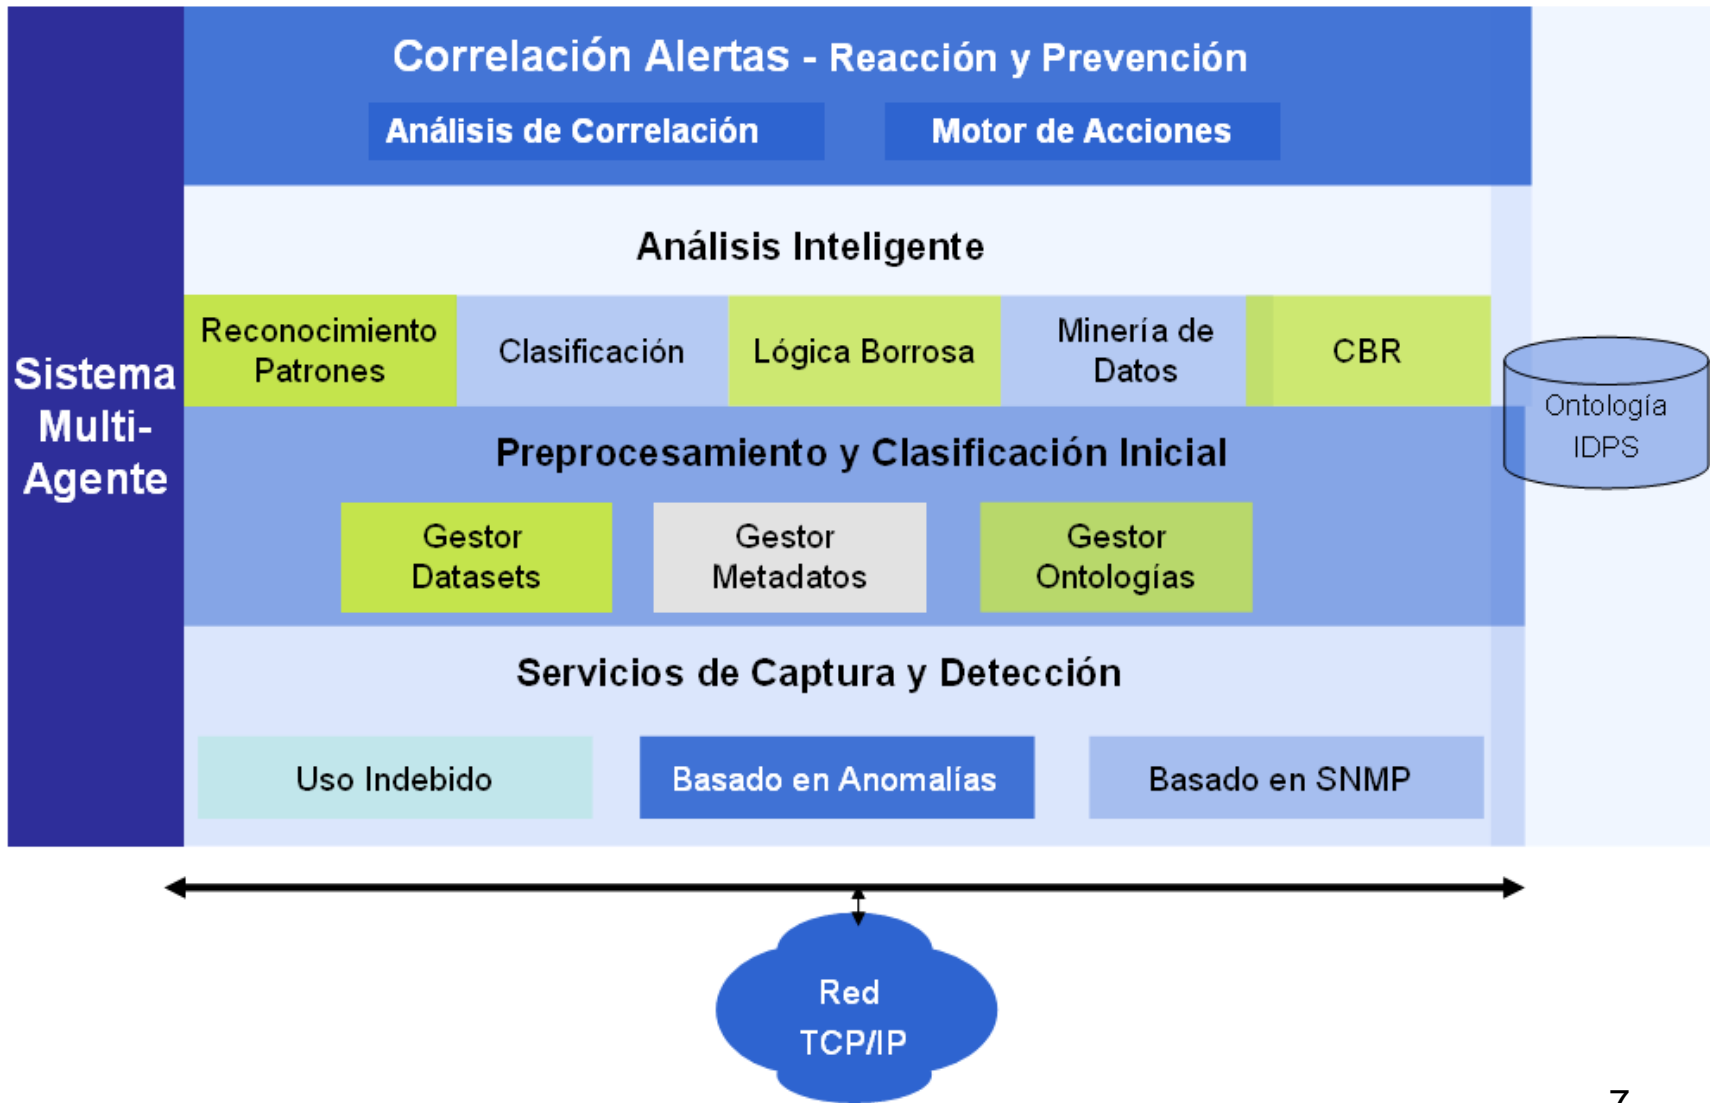 Correlación Alertas - Reacción y Prevención
Análisis de Correlación
Motor de Acciones
Análisis Inteligente
Reconocimiento
Patrones
Clasificación
Lógica Borrosa
Minería de
Datos
CBR
Sistema
Multi-
Agente
Ontología
IDPS
Preprocesamiento y Clasificación Inicial
Gestor
Datasets
Gestor
Metadatos
Gestor
Ontologías
Servicios de Captura y Detección
Uso Indebido
Basado en Anomalías
Basado en SNMP
Red
TCP/IP
7